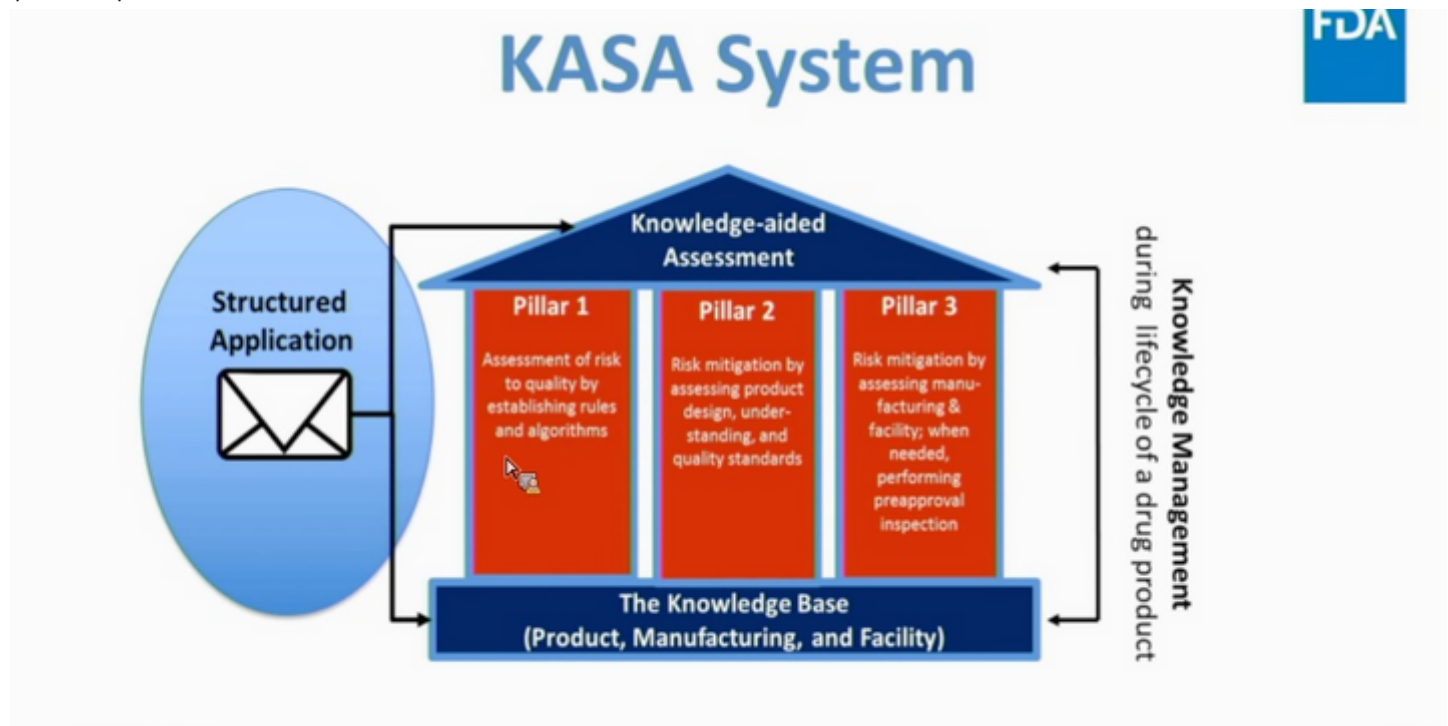 FDA
KASA System
Structured
Application
Knowledge-aided
Assessment
Pillar 1
Assessment of risk
to quality by
establishing rules
and algorithms
Pillar 2
Risk mitigation by
assessing product
design, under-
standing, and
quality standards
Pillar 3
Risk mitigation by
assessing manu-
facturing &
facility; when
needed,
performing
preapproval
inspection
The Knowledge Base
(Product, Manufacturing, and Facility)
Knowledge Management
during lifecycle of a drug product